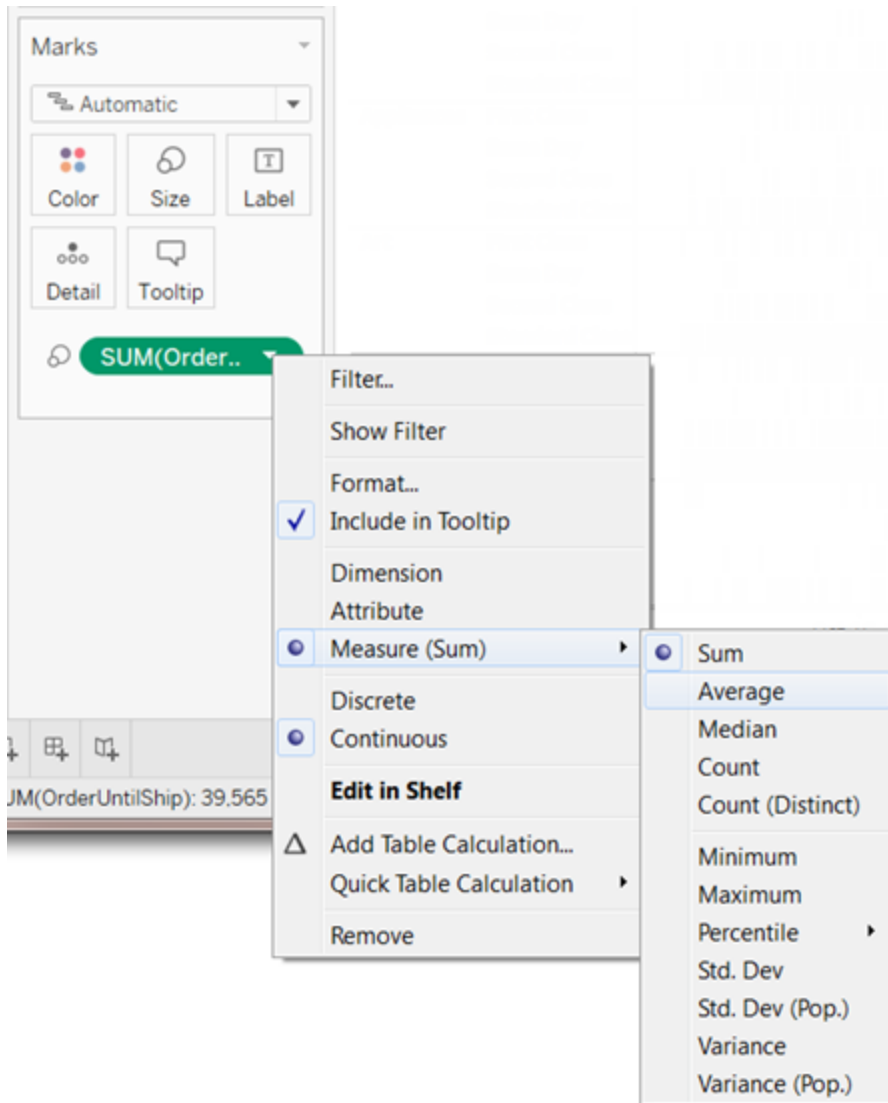 Marks
Automatic
Color Size Label
T
Detail Tooltip
SUM(Order..
Filter...
Show Filter
Format...
Include in Tooltip
Dimension
Attribute
Measure (Sum)
Discrete
Continuous
Edit in Shelf
Add Table Calculation...
Quick Table Calculation
Remove
Sum
Average
Median
Count
Count (Distinct)
Minimum
Maximum
Percentile
Std. Dev
Std. Dev (Pop.)
Variance
Variance (Pop.)
UM(OrderUntilShip): 39,565